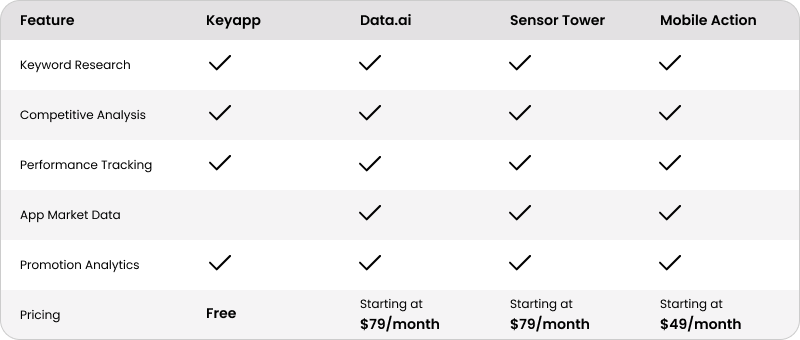 Feature Keyapp Data.ai Sensor Tower Mobile Action
Keyword Research
Competitive Analysis
Performance Tracking
App Market Data
Promotion Analytics
Pricing Free Starting at $79/month Starting at $79/month Starting at $49/month